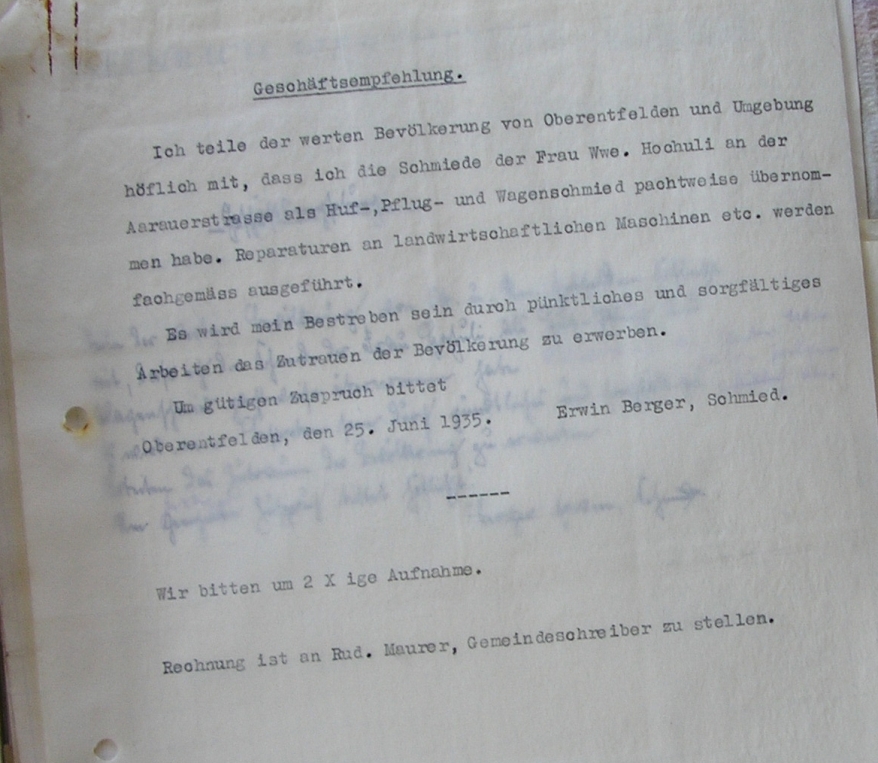 Geschäftsempfehlung.
Ich teile der werten Bevölkerung von Oberentfelden und Umgebung
höflich mit, dass ich die Schmiede der Frau Wwe. Hochuli an der
Aarauerstrasse als Huf-,Pflug- und Wagenschmied pachtweise übernom-
men habe. Reparaturen an landwirtschaftlichen Maschinen etc. werden
fachgemäss ausgeführt.
Es wird mein Bestreben sein durch pünktliches und sorgfältiges
Arbeiten das Zutrauen der Bevölkerung zu erwerben.
Um gütigen Zuspruch bittet
Oberentfelden, den 25. Juni 1935. Erwin Berger, Schmied.
------
Wir bitten um 2 X ige Aufnahme.
Rechnung ist an Rud. Maurer, Gemeindeschreiber zu stellen.